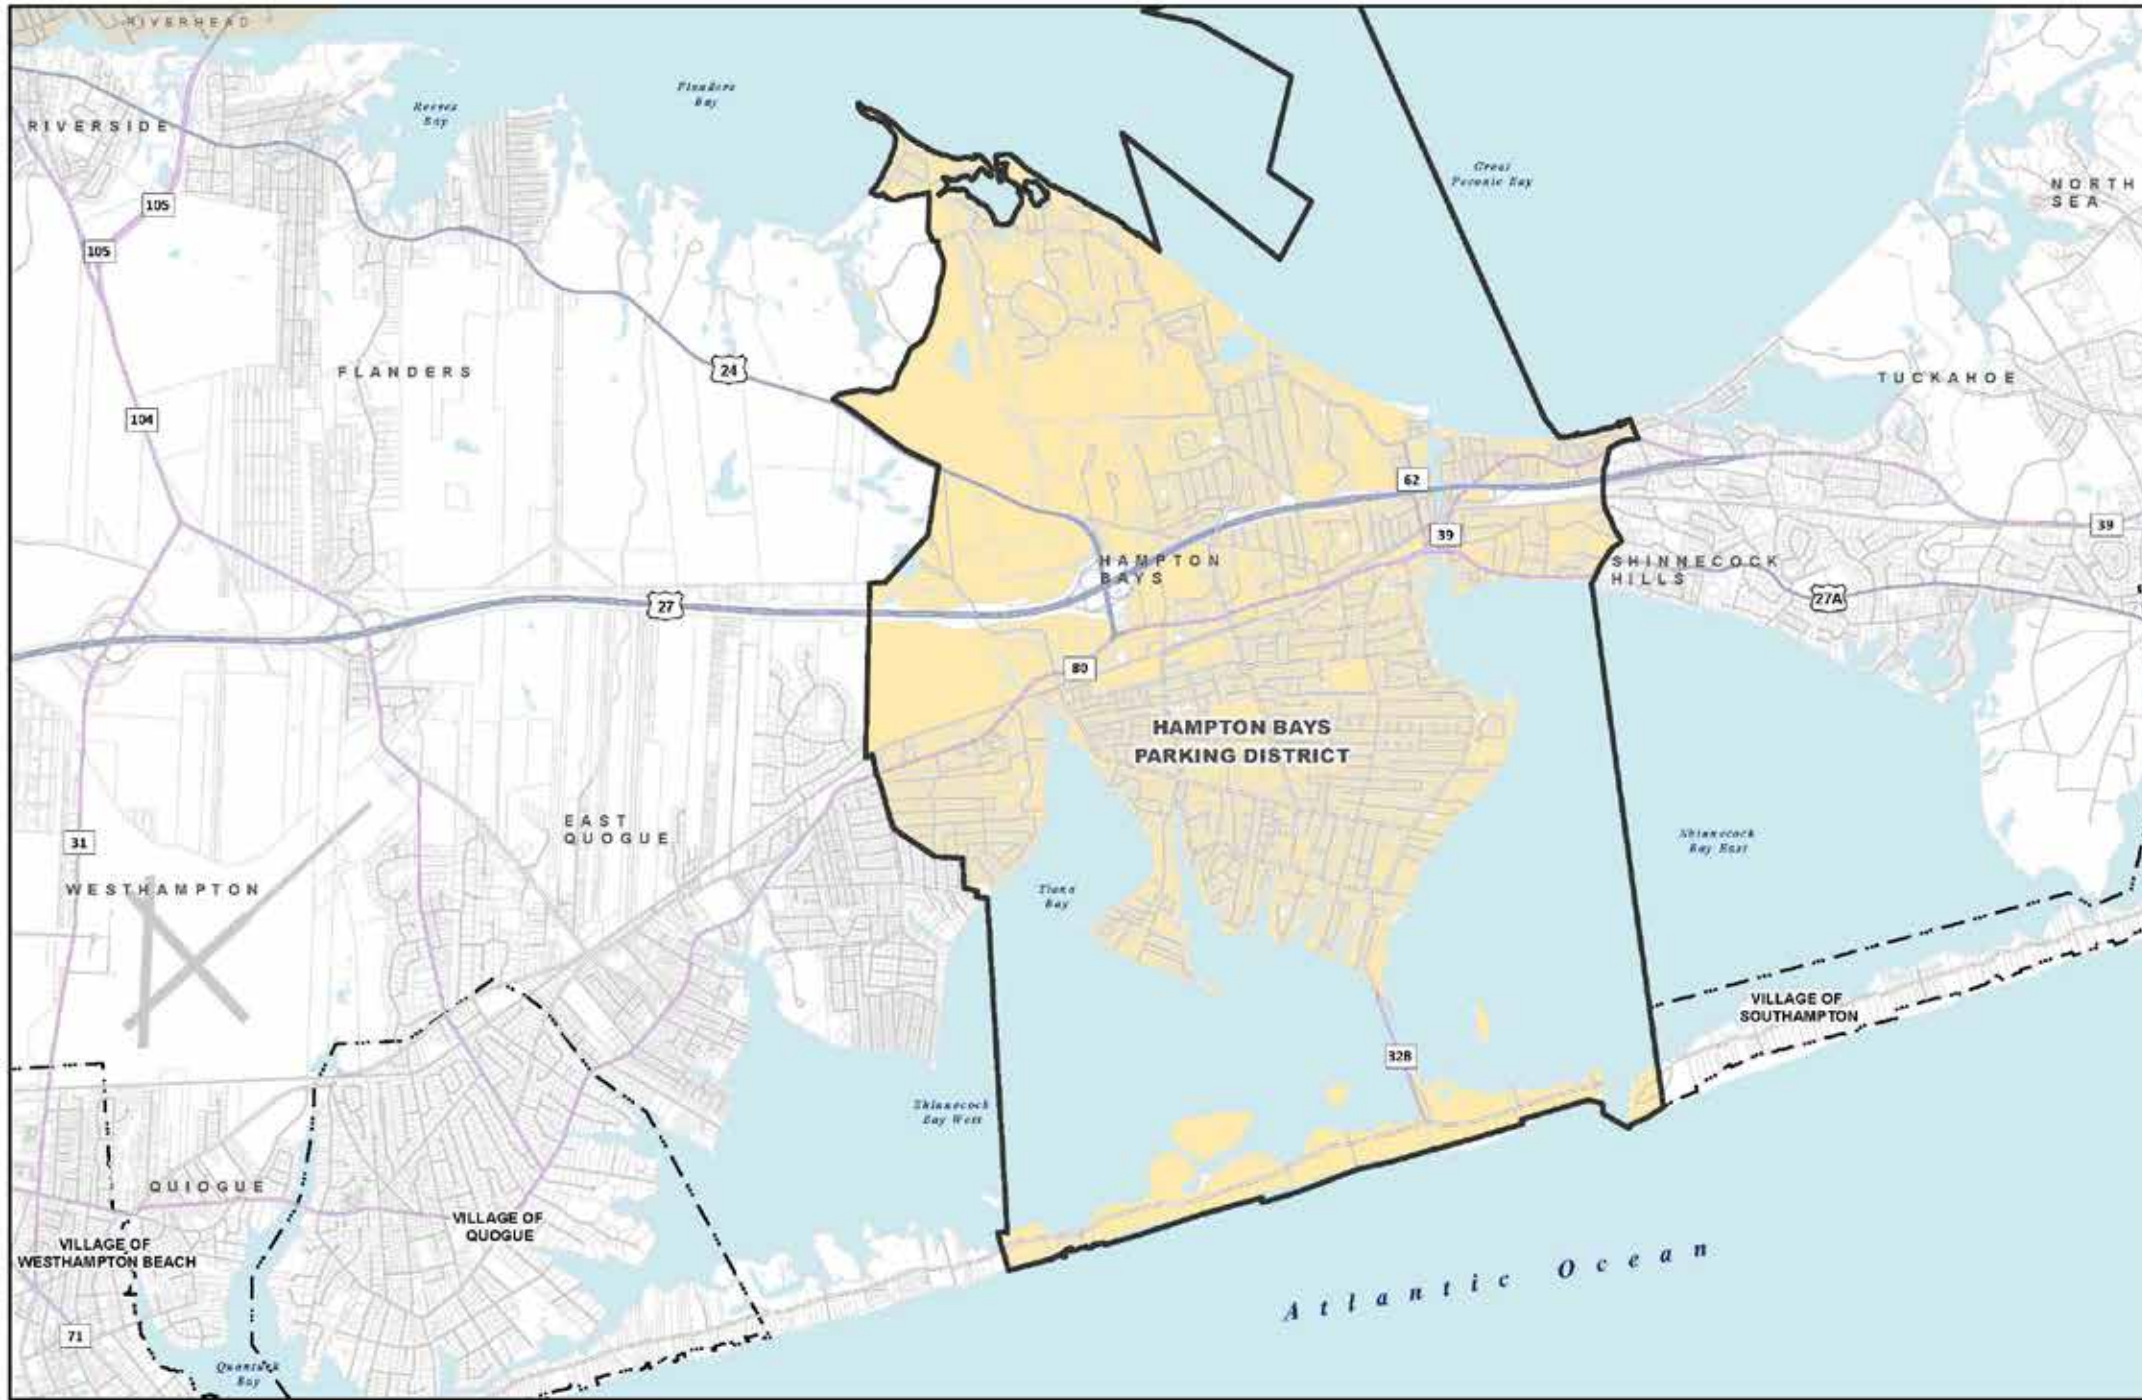 RIVERHEAD
Flanders
Bay
Reeves
Bay
RIVERSIDE
Great
Peconic Bay
NORTH
SEA
105
105
FLANDERS
24
TUCKAHOE
104
62
39
39
HAMPTON
BAYS
SHINNECOCK
HILLS
27
27A
80
HAMPTON BAYS
PARKING DISTRICT
EAST
QUOGUE
31
Shinnecock
Bay East
WESTHAMPTON
Tiana
Bay
VILLAGE OF
SOUTHAMPTON
32B
Shinnecock
Bay West
QUIOGUE
VILLAGE OF
QUOGUE
VILLAGE OF
WESTHAMPTON BEACH
Atlantic Ocean
71
Quantuck
Bay